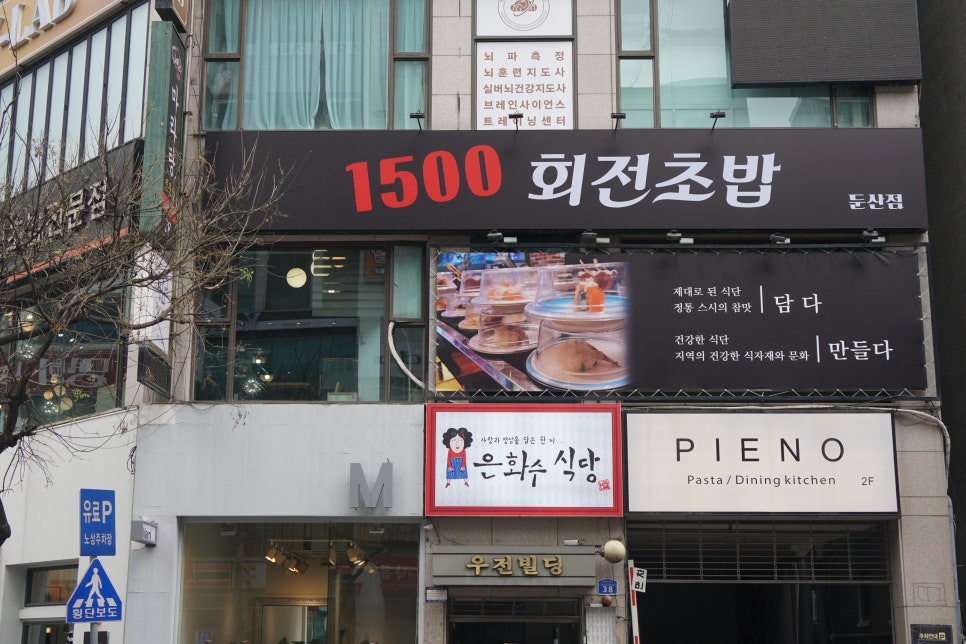 뇌파측정
뇌훈련지도사
실버뇌건강지도사
브레인사이언스
트레이닝센터
1500 회전초밥
둔산점
제대로 된 식단
정통 스시의 참맛
담다
건강한 식단
지역의 건강한 식자재와 문화
만들다
은화수 식당
PIENO
Pasta / Dining kitchen 2F
M
우전빌딩
38
유료P
노상주차장
횡단보도
전문점